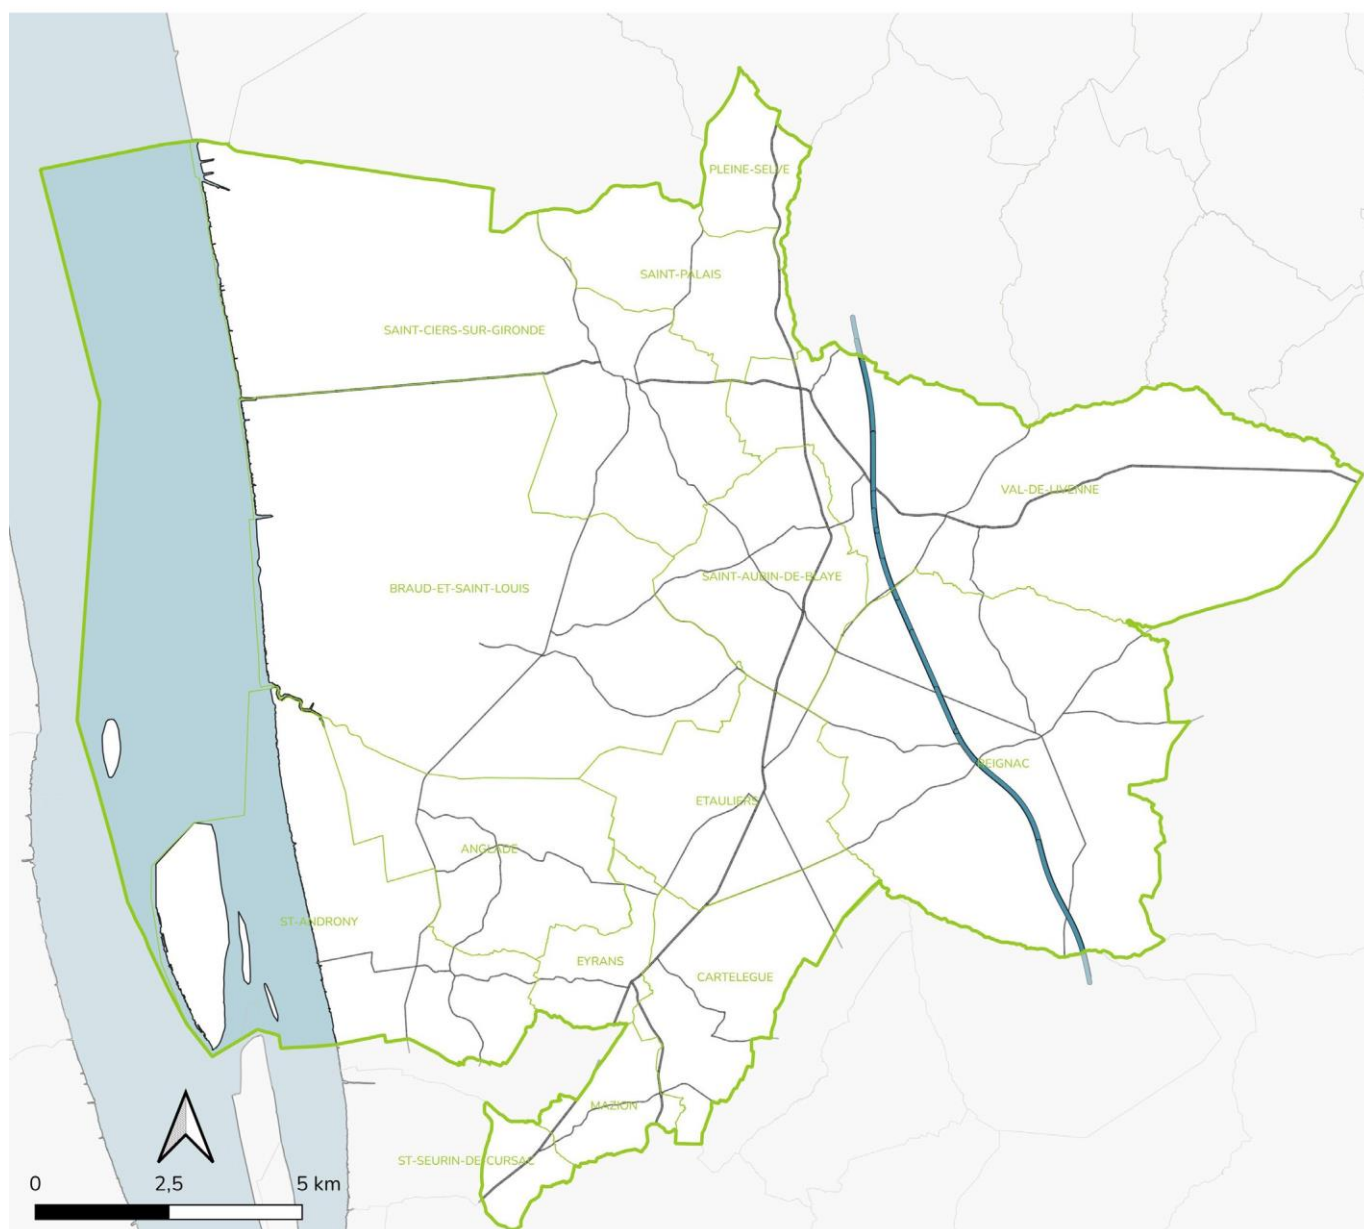 PLEINE-SELVE
SAINT-PALAIS
SAINT-CIERS-SUR-GIRONDE
VAL-DE-LIVENNE
SAINT-AUBIN-DE-BLAYE
BRAUD-ET-SAINT-LOUIS
REIGNAC
ETAULIERS
ANGLADE
ST-ANDRONY
EYRANS
CARTELEGUE
MAZION
ST-SEURIN-DE-CURSAC
0 2,5 5 km